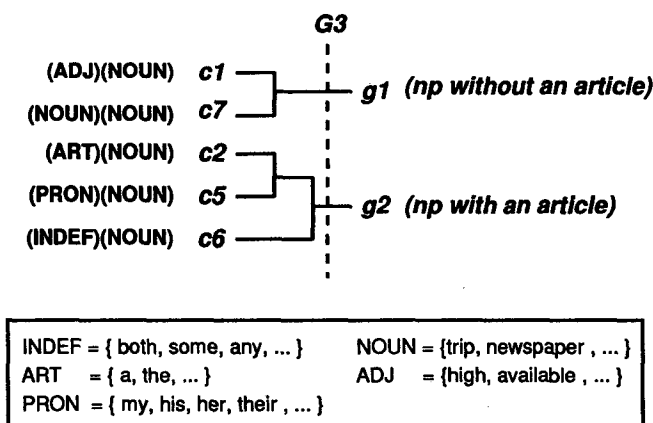 G3
(ADJ)(NOUN) c1
g1 (np without an article)
(NOUN)(NOUN) c7
(ART)(NOUN) c2
(PRON)(NOUN) c5
g2 (np with an article)
(INDEF)(NOUN) c6
INDEF = { both, some, any, ... } NOUN = {trip, newspaper , ... }
ART = { a, the, ... } ADJ = {high, available , ... }
PRON = { my, his, her, their , ... }